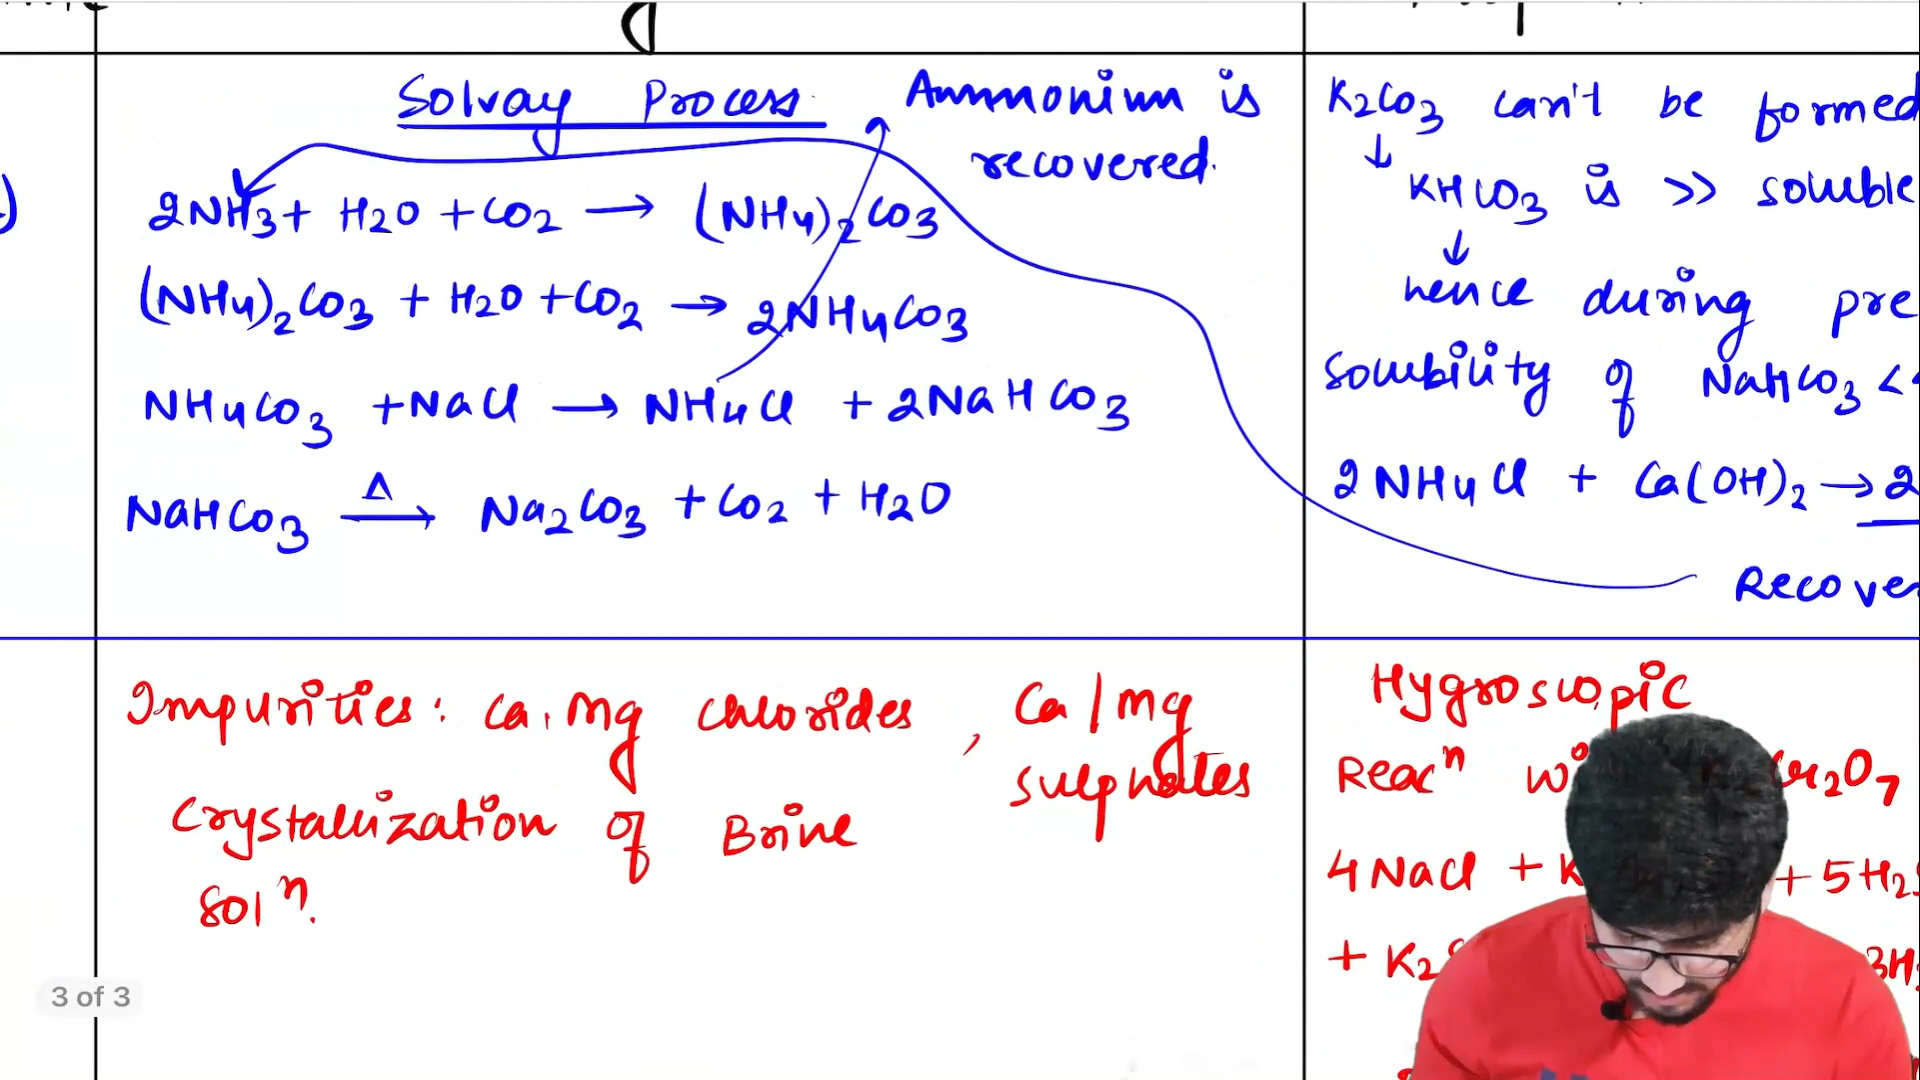 Solvay Process
Ammonium is
recovered.
2NH3 + H2O + CO2 → (NH4)2CO3
(NH4)2CO3 + H2O + CO2 → 2NH4CO3
NH4CO3 + NaCl → NH4Cl + 2NaHCO3
NaHCO3 Δ→ Na2CO3 + CO2 + H2O
K2CO3 can't be formed
↓
KHCO3 is >> soluble
↓
hence during pre
Solubility of NaHCO3 <<
2NH4Cl + Ca(OH)2 → 2
Recover
Impurities: Ca, Mg chlorides, Ca/Mg
sulphates
Crystallization of Brine
solⁿ.
Hygroscopic
Reacⁿ
4NaCl + K + 5H2
+ K2
3 of 3